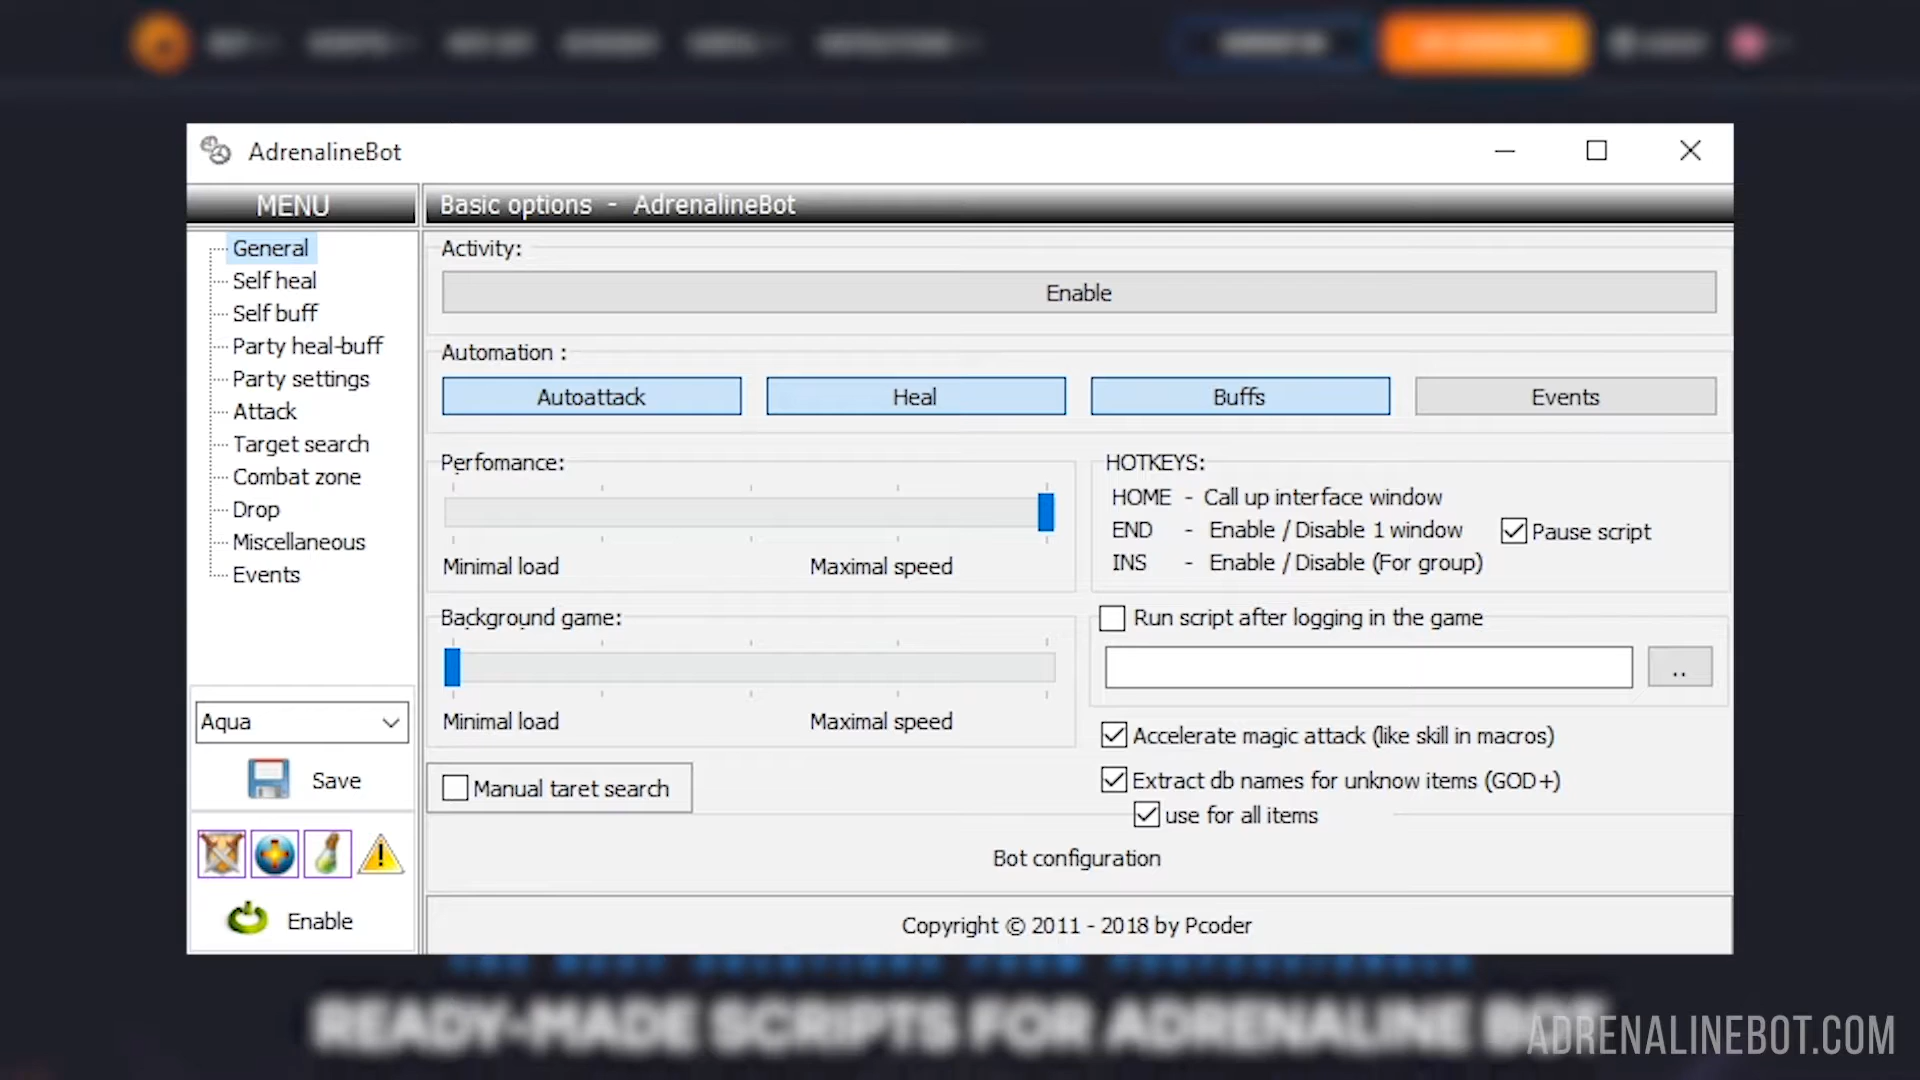 AdrenalineBot
MENU
Basic options - AdrenalineBot
General
Self heal
Self buff
Party heal-buff
Party settings
Attack
Target search
Combat zone
Drop
Miscellaneous
Events
Aqua
Save
Enable
Activity:
Enable
Automation :
Autoattack
Heal
Buffs
Events
Perfomance:
Minimal load
Maximal speed
HOTKEYS:
HOME - Call up interface window
END - Enable / Disable 1 window
Pause script
INS - Enable / Disable (For group)
Background game:
Minimal load
Maximal speed
Run script after logging in the game
..
Accelerate magic attack (like skill in macros)
Manual taret search
Extract db names for unknow items (GOD+)
use for all items
Bot configuration
Copyright © 2011 - 2018 by Pcoder
READY-MADE SCRIPTS FOR ADRENALINE
ADRENALINEBOT.COM